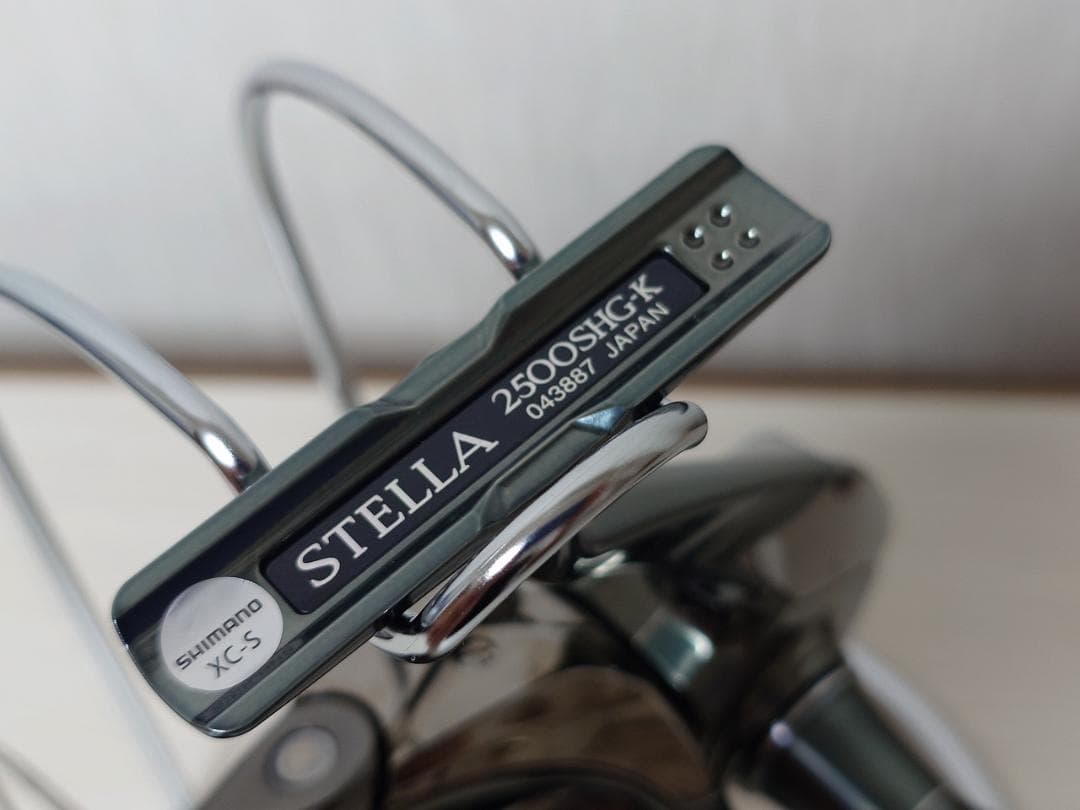 STELLA
2500SHG-K
043887 JAPAN
SHIMANO
XC-S